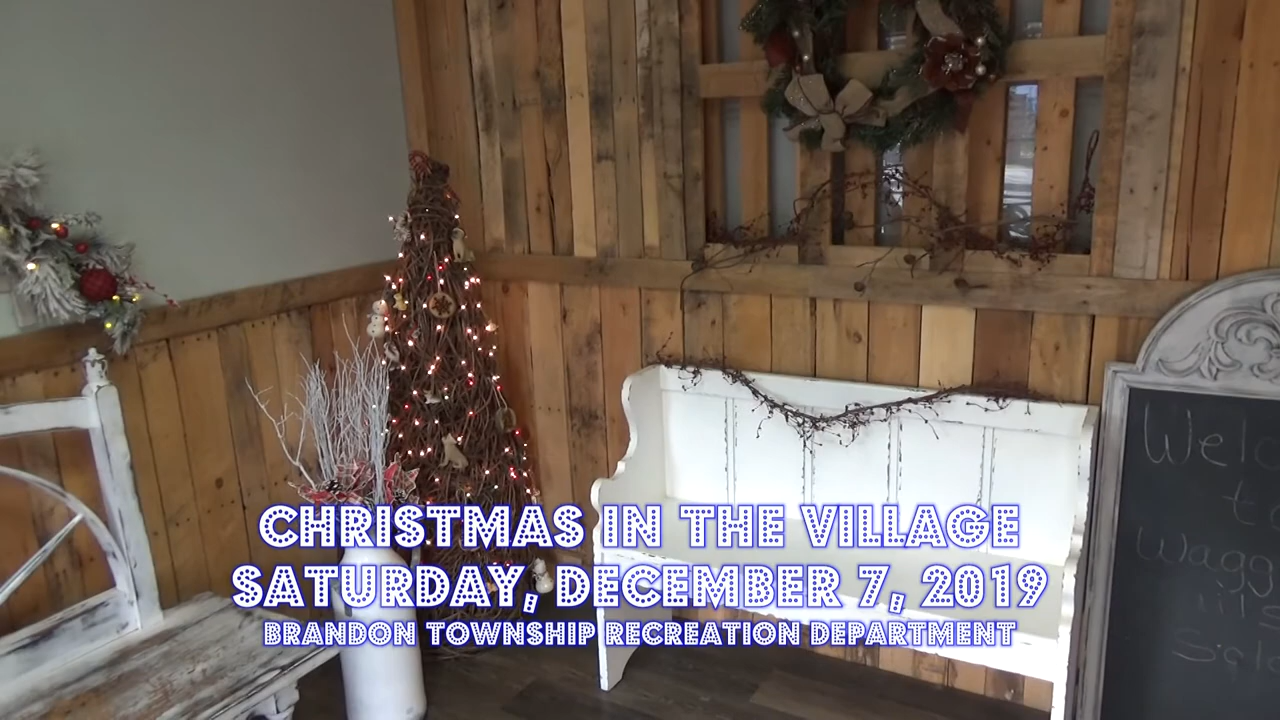 CHRISTMAS IN THE VILLAGE
SATURDAY, DECEMBER 7, 2019
BRANDON TOWNSHIP RECREATION DEPARTMENT